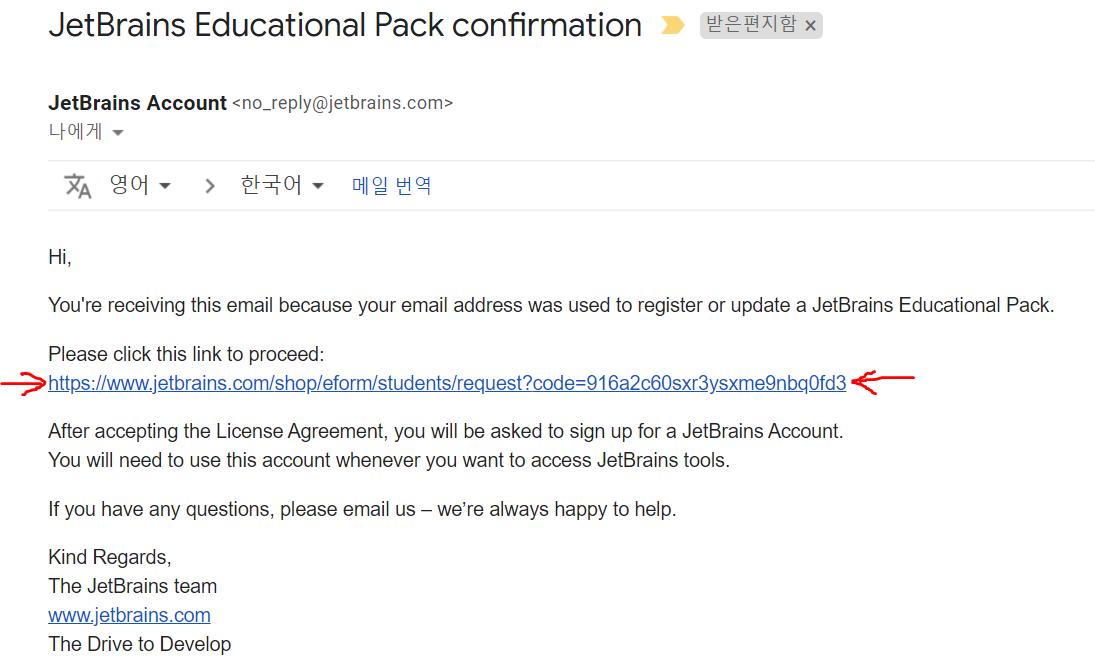 JetBrains Educational Pack confirmation 받은편지함 ×
JetBrains Account <no_reply@jetbrains.com>
나에게
영어 한국어 메일 번역
Hi,
You're receiving this email because your email address was used to register or update a JetBrains Educational Pack.
Please click this link to proceed:
https://www.jetbrains.com/shop/eform/students/request?code=916a2c60sxr3ysxme9nbq0fd3
After accepting the License Agreement, you will be asked to sign up for a JetBrains Account.
You will need to use this account whenever you want to access JetBrains tools.
If you have any questions, please email us – we’re always happy to help.
Kind Regards,
The JetBrains team
www.jetbrains.com
The Drive to Develop